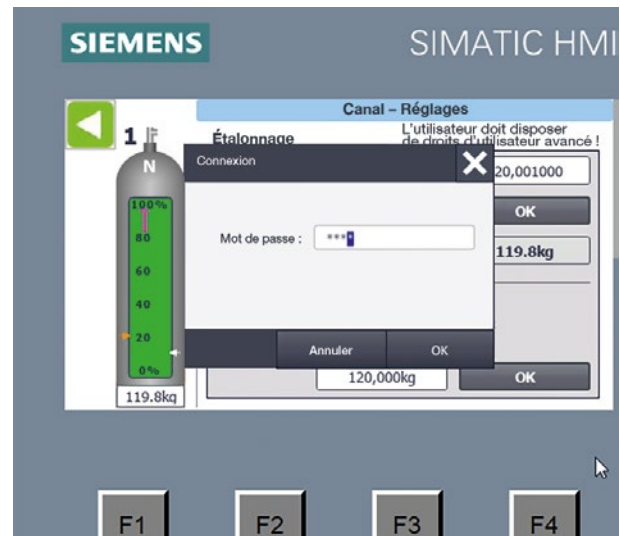 SIEMENS
SIMATIC HMI
Canal – Réglages
1
Étalonnage
L'utilisateur doit disposer
de droits d'utilisateur avancé !
N
Connexion
20,001000
100%
OK
80
Mot de passe : ****
119.8kg
60
40
20
Annuler
OK
0%
120,000kg
OK
119.8kg
F1
F2
F3
F4